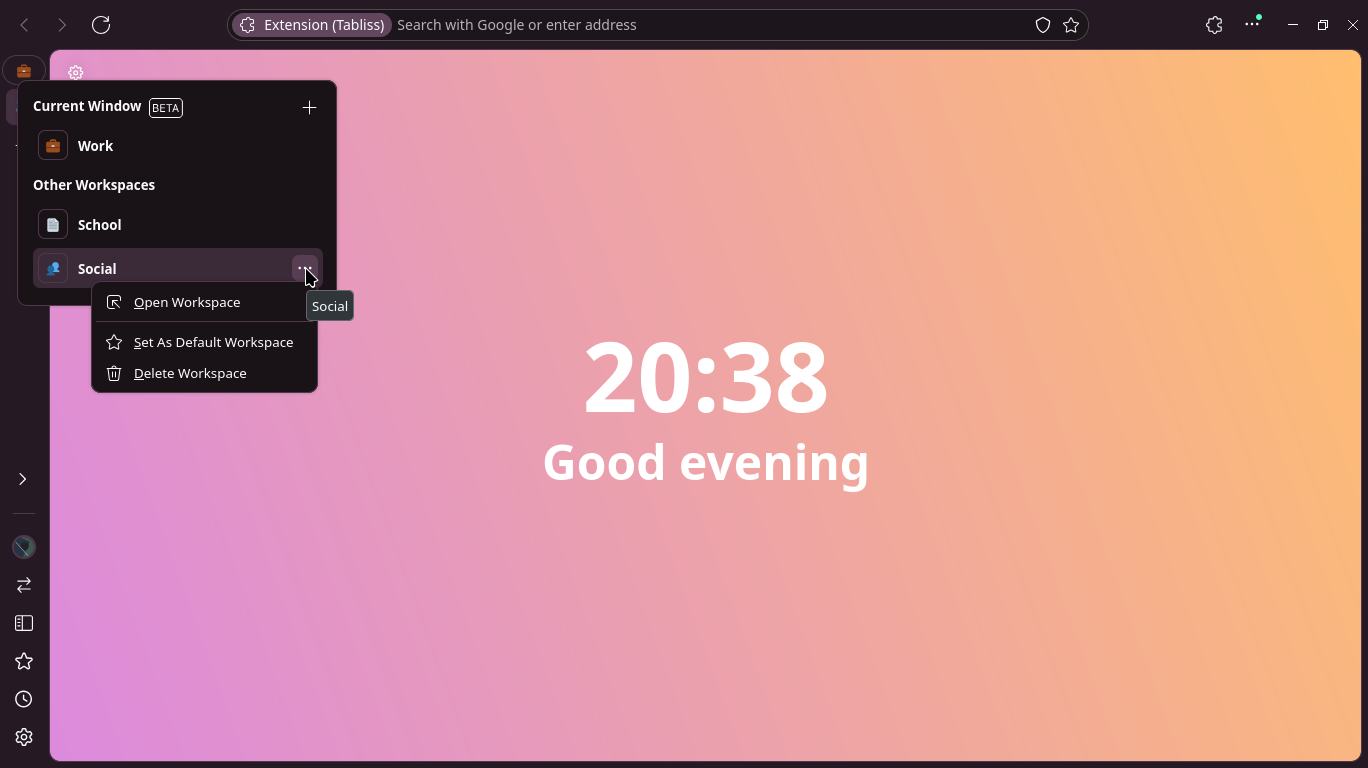 Extension (Tabliss) Search with Google or enter address
Current Window BETA
Work
Other Workspaces
School
Social
Open Workspace
Social
Set As Default Workspace
Delete Workspace
20:38
Good evening